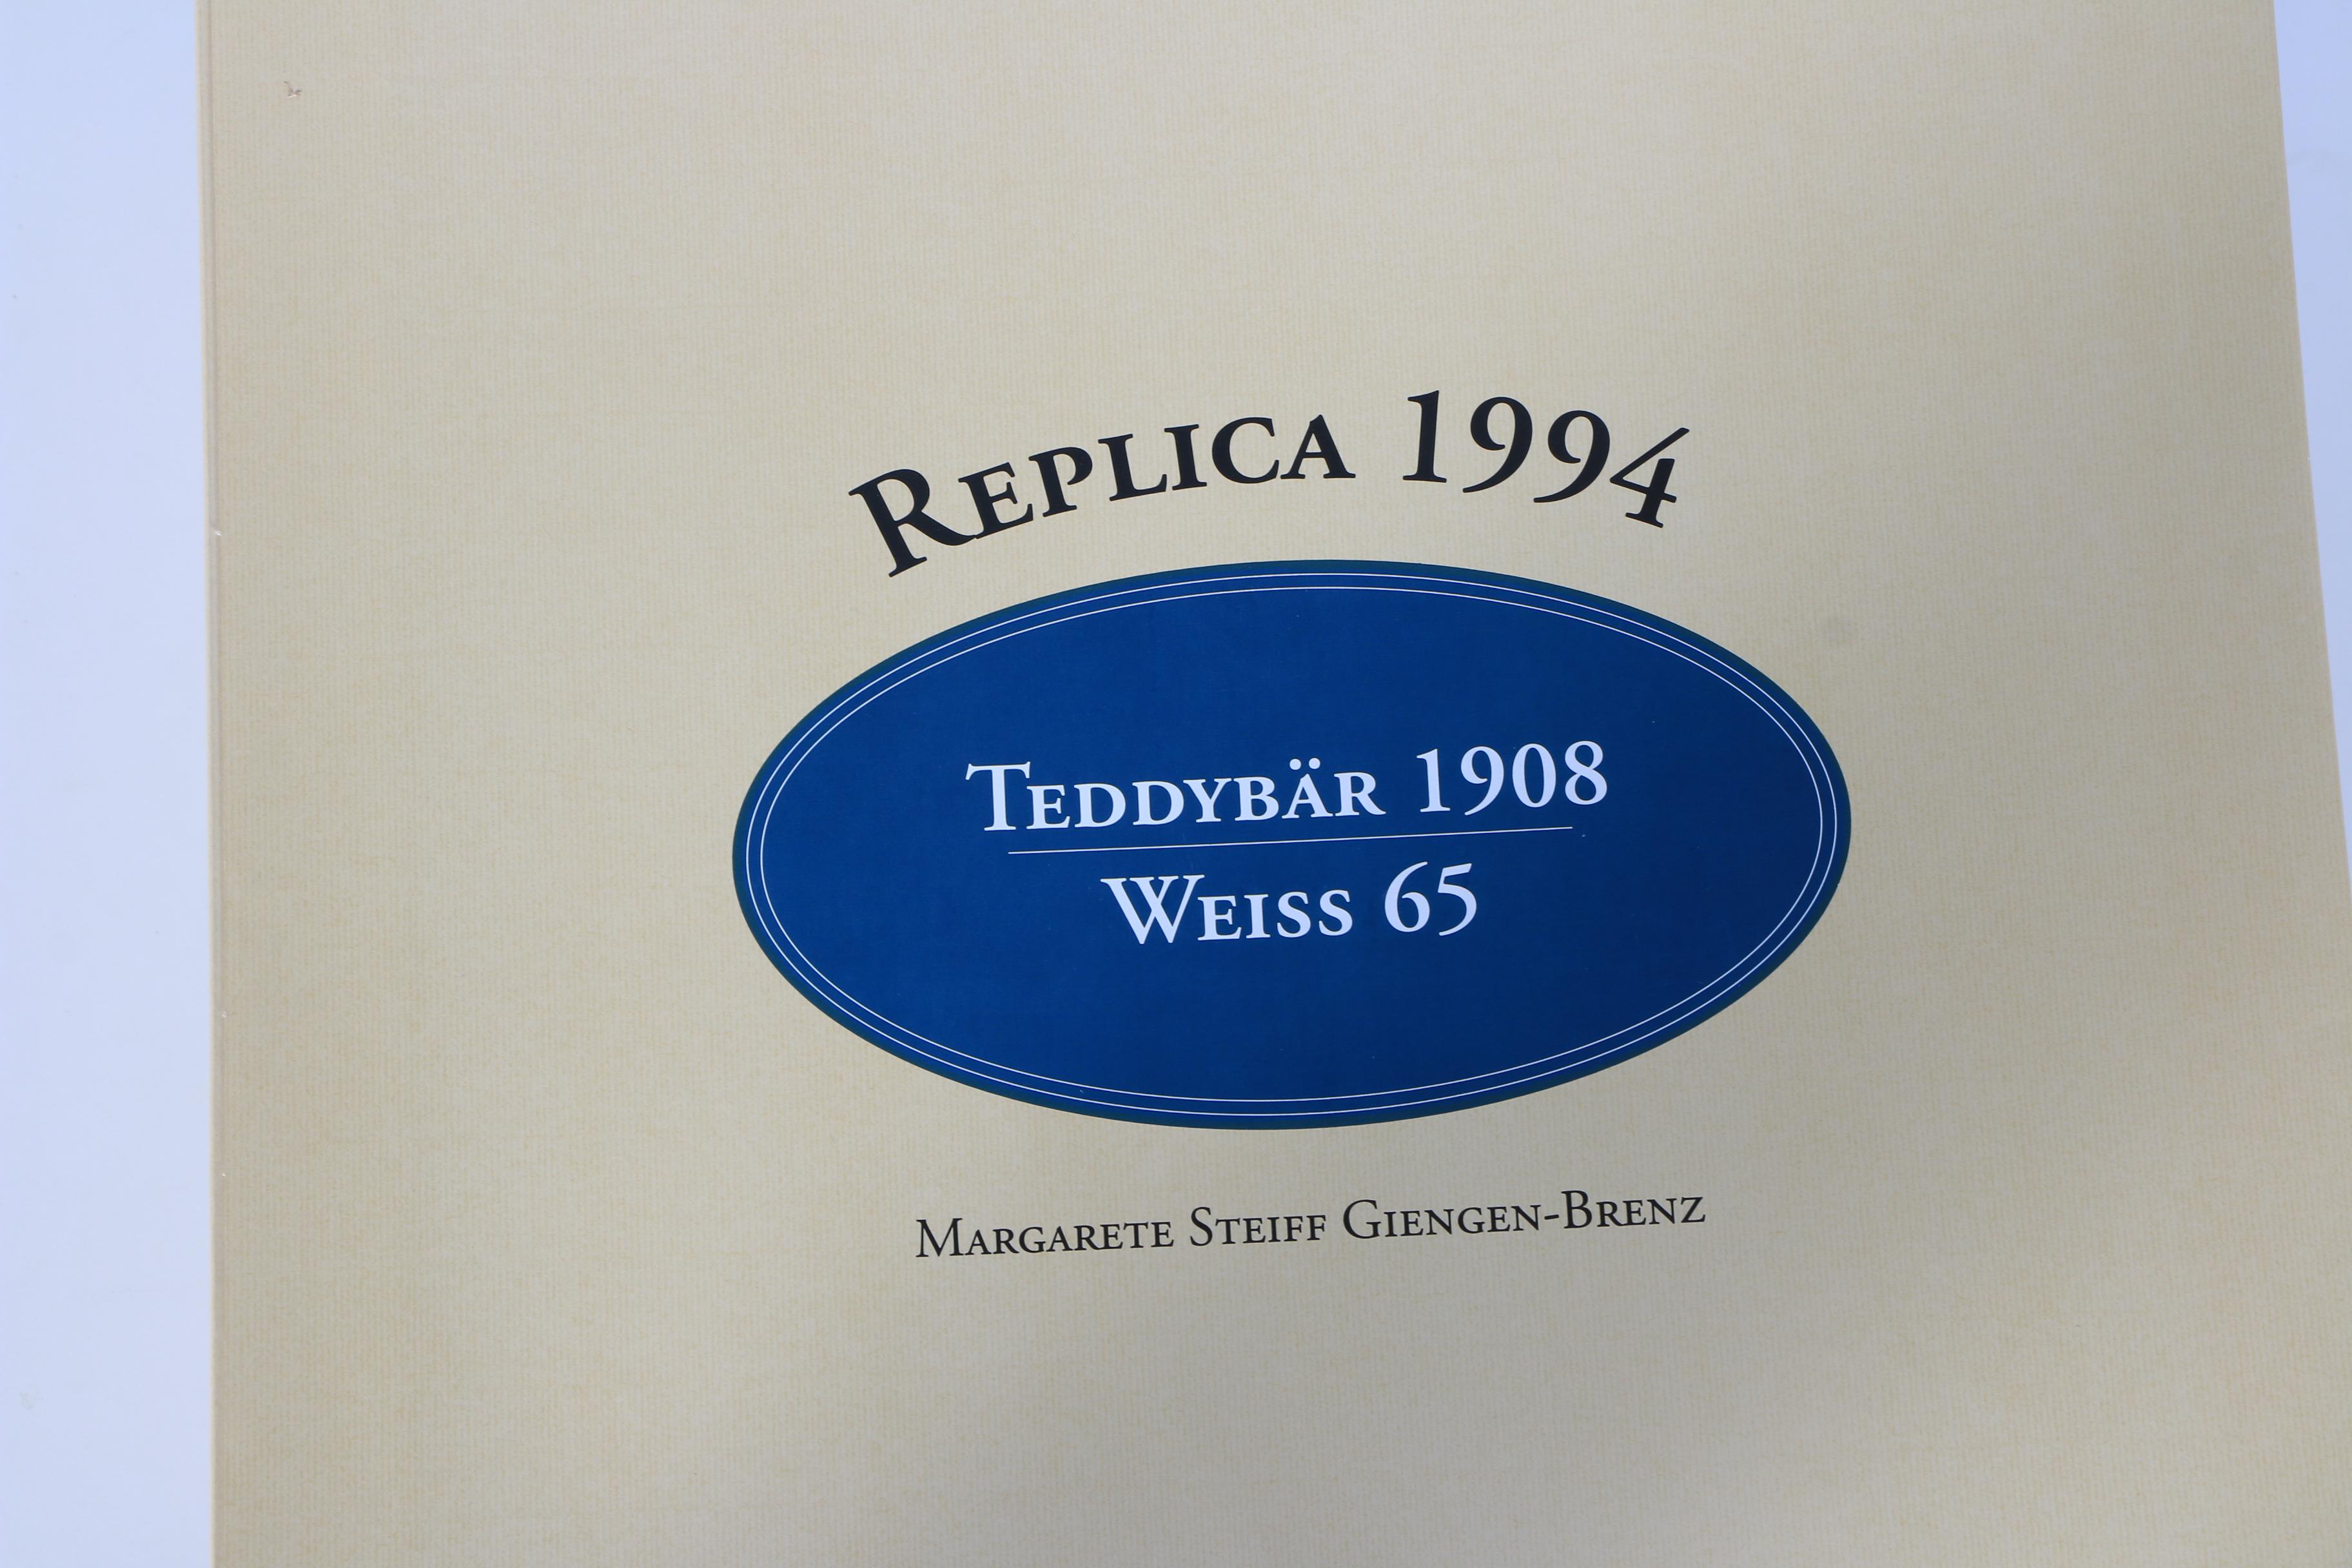 Replica 1994
Teddybär 1908
Weiss 65
Margarete Steiff Giengen-Brenz